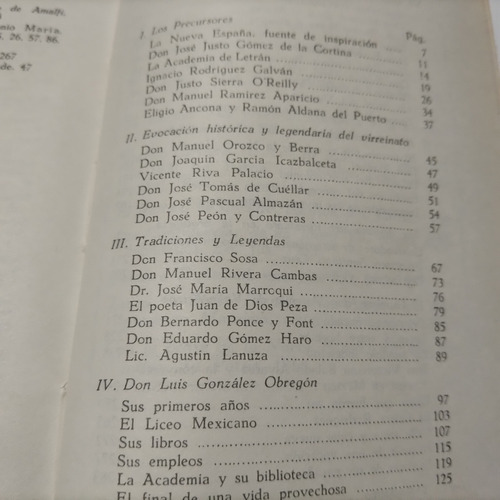 de Amalfi.
nio María.
5, 26, 57, 86.
267
de. 47
I Los Precursores
Pág.
La Nueva España, fuente de inspiración 7
Don José Justo Gómez de la Cortina 11
La Academia de Letrán 14
Ignacio Rodríguez Galván 19
Don Justo Sierra O'Reilly 26
Don Manuel Ramírez Aparicio 34
Eligio Ancona y Ramón Aldana del Puerto 37
II. Evocación histórica y legendaria del virreinato
Don Manuel Orozco y Berra 45
Don Joaquín García Icazbalceta 47
Vicente Riva Palacio 49
Don José Tomás de Cuéllar 51
Don José Pascual Almazán 54
Don José Peón y Contreras 57
III. Tradiciones y Leyendas
Don Francisco Sosa 67
Don Manuel Rivera Cambas 73
Dr. José María Marroqui 76
El poeta Juan de Dios Peza 79
Don Bernardo Ponce y Font 85
Don Eduardo Gómez Haro 87
Lic. Agustín Lanuza 89
IV. Don Luis González Obregón
Sus primeros años 97
El Liceo Mexicano 103
Sus libros 107
Sus empleos 115
La Academia y su biblioteca 119
El final de una vida provechosa 125